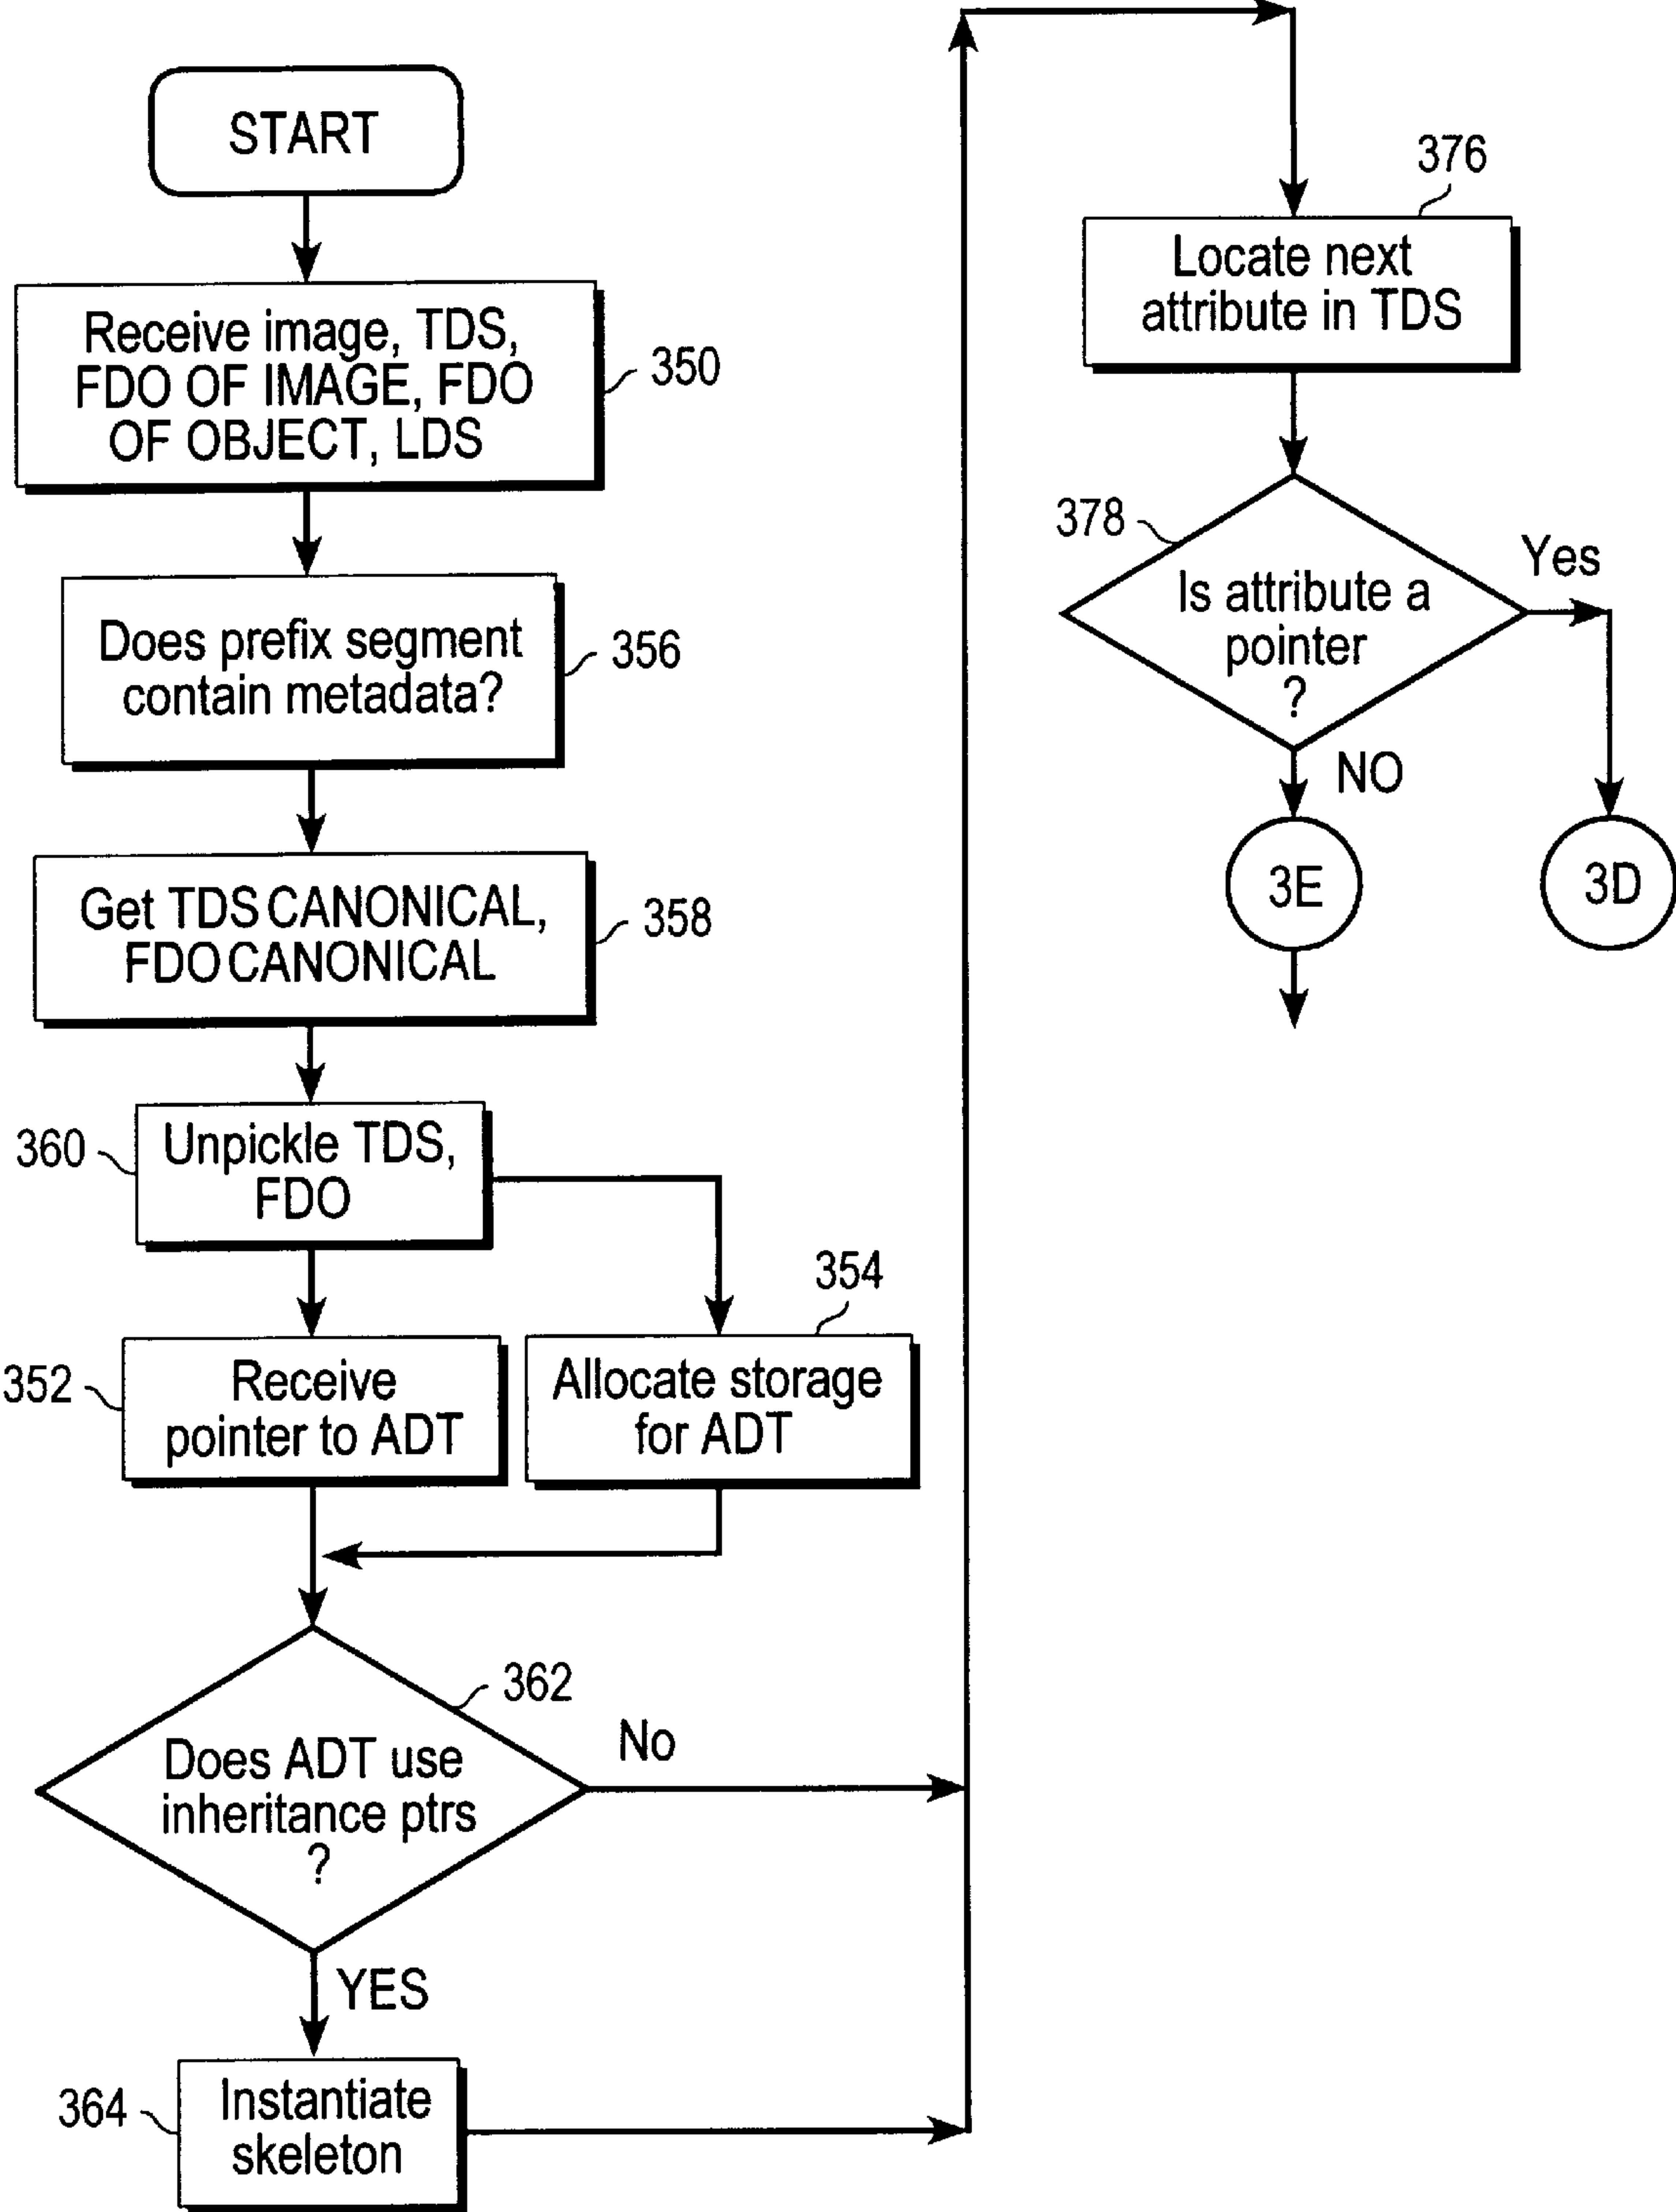 START
Receive image, TDS,
FDO OF IMAGE, FDO
OF OBJECT, LDS
350
Does prefix segment
contain metadata?
356
Get TDS CANONICAL,
FDO CANONICAL
358
360
Unpickle TDS,
FDO
352
Receive
pointer to ADT
354
Allocate storage
for ADT
362
Does ADT use
inheritance ptrs
?
No
YES
364
Instantiate
skeleton
376
Locate next
attribute in TDS
378
Is attribute a
pointer
?
Yes
NO
3E
3D